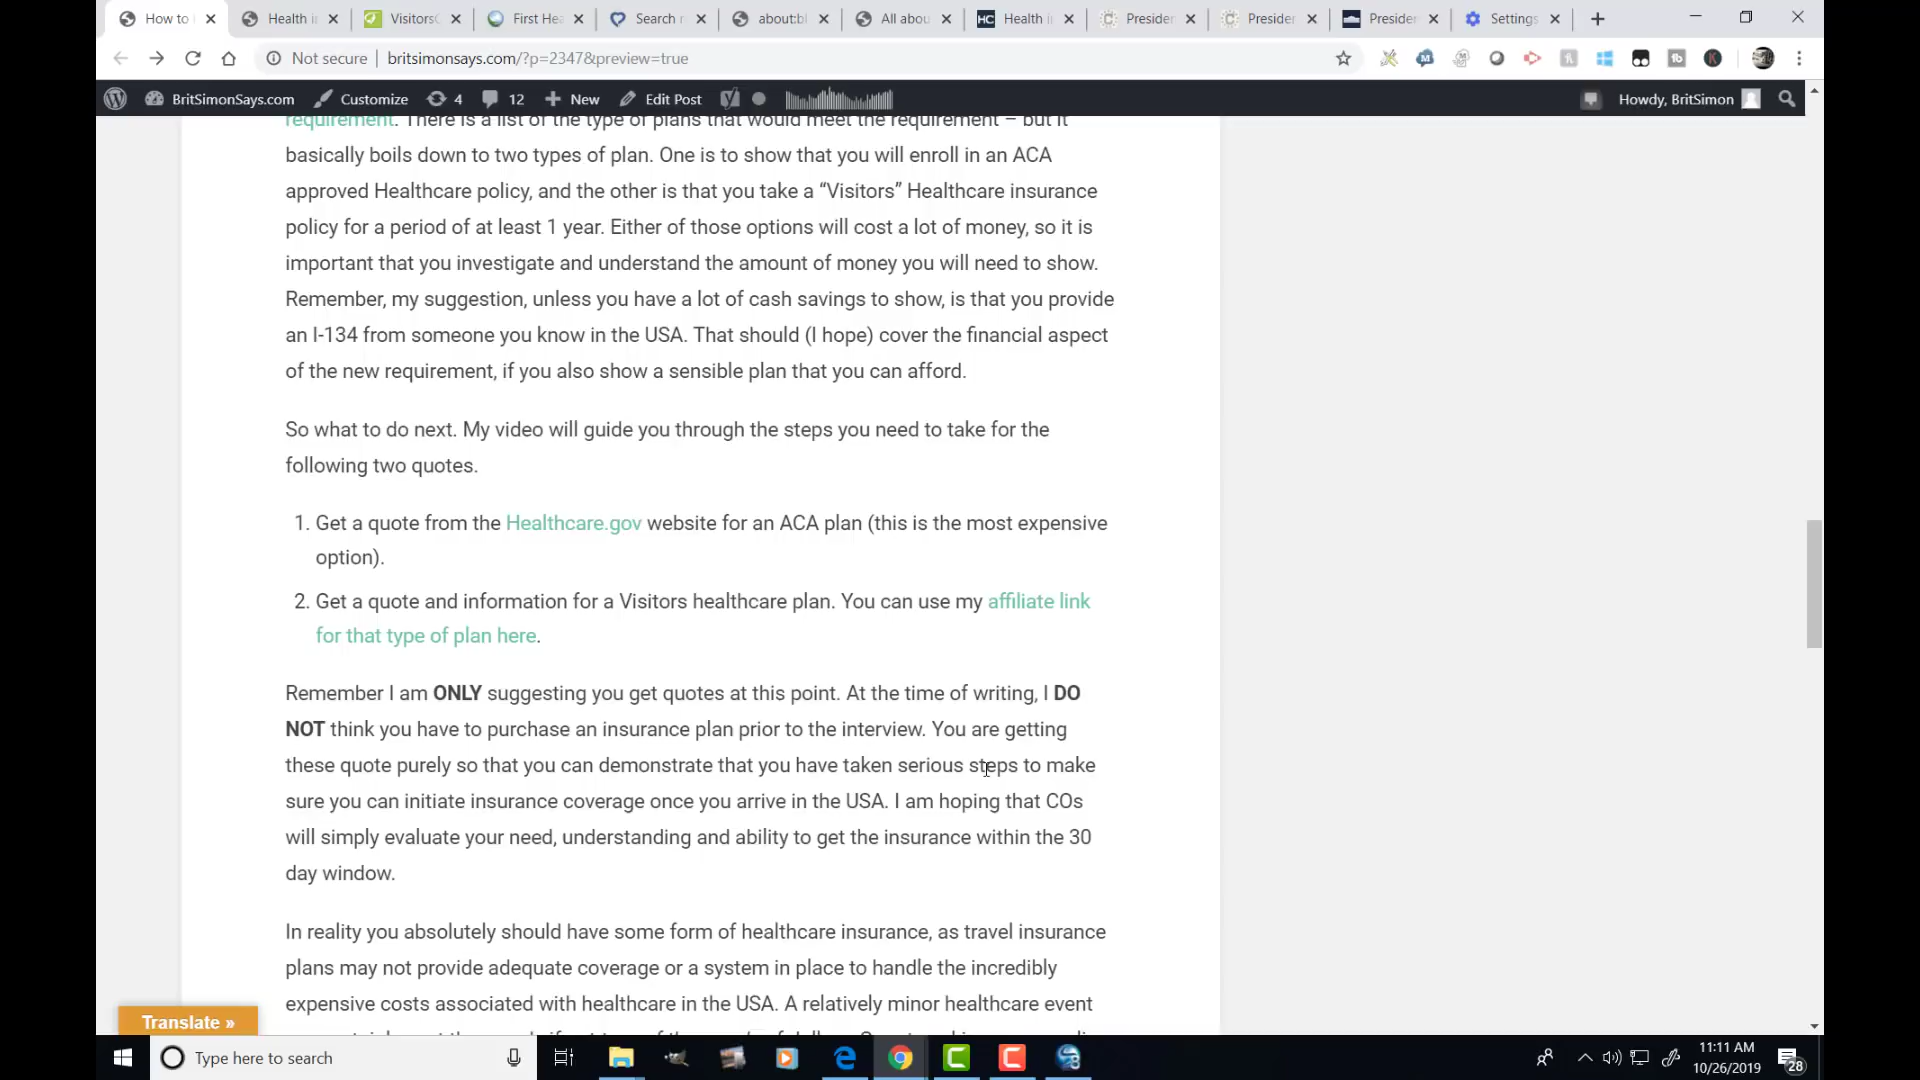 How to
Health i
Visitors
First Hea
Search
about:bl
All abou
Health i
Presider
Presider
Presider
Settings
Not secure
britsimonsays.com/?p=2347&preview=true
BritSimonSays.com
Customize
4
12
New
Edit Post
Howdy, BritSimon
requirement. There is a list of the type of plans that would meet the requirement – but it
basically boils down to two types of plan. One is to show that you will enroll in an ACA
approved Healthcare policy, and the other is that you take a “Visitors” Healthcare insurance
policy for a period of at least 1 year. Either of those options will cost a lot of money, so it is
important that you investigate and understand the amount of money you will need to show.
Remember, my suggestion, unless you have a lot of cash savings to show, is that you provide
an I-134 from someone you know in the USA. That should (I hope) cover the financial aspect
of the new requirement, if you also show a sensible plan that you can afford.
So what to do next. My video will guide you through the steps you need to take for the
following two quotes.
1. Get a quote from the Healthcare.gov website for an ACA plan (this is the most expensive
option).
2. Get a quote and information for a Visitors healthcare plan. You can use my affiliate link
for that type of plan here.
Remember I am ONLY suggesting you get quotes at this point. At the time of writing, I DO
NOT think you have to purchase an insurance plan prior to the interview. You are getting
these quote purely so that you can demonstrate that you have taken serious steps to make
sure you can initiate insurance coverage once you arrive in the USA. I am hoping that COs
will simply evaluate your need, understanding and ability to get the insurance within the 30
day window.
In reality you absolutely should have some form of healthcare insurance, as travel insurance
plans may not provide adequate coverage or a system in place to handle the incredibly
expensive costs associated with healthcare in the USA. A relatively minor healthcare event
Translate »
Type here to search
11:11 AM
10/26/2019
28